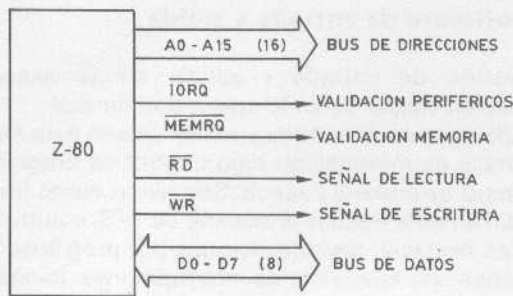 Z-80
A0 - A15 (16) BUS DE DIRECCIONES
IORQ VALIDACION PERIFERICOS
MEMRQ VALIDACION MEMORIA
RD SEÑAL DE LECTURA
WR SEÑAL DE ESCRITURA
D0 - D7 (8) BUS DE DATOS